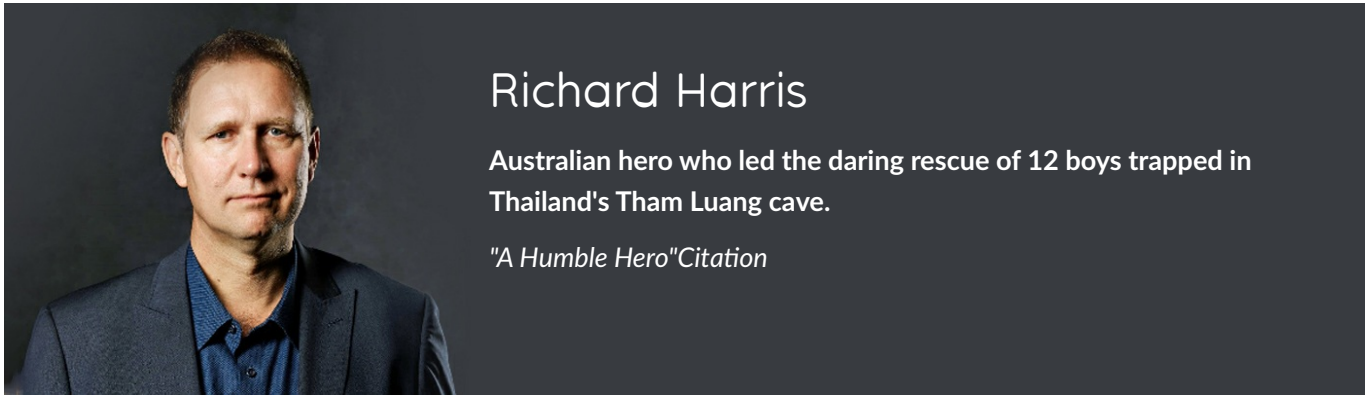 Richard Harris
Australian hero who led the daring rescue of 12 boys trapped in
Thailand's Tham Luang cave.
"A Humble Hero"Citation